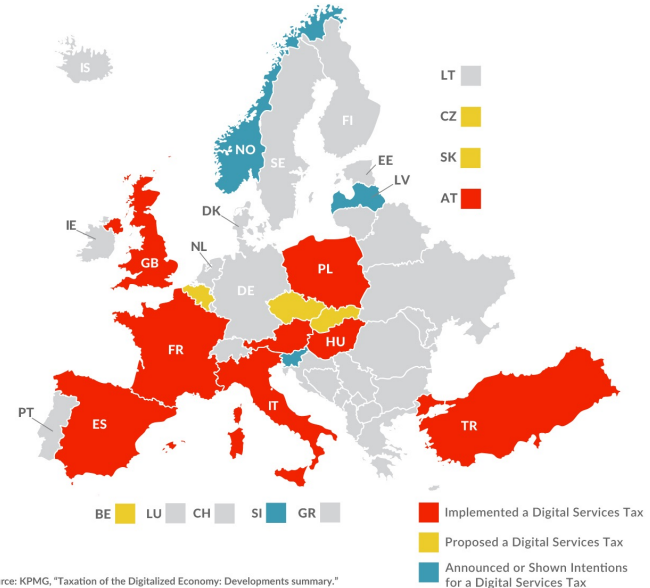 IS
LT
NO
FI
CZ
SE
SK
EE
LV
AT
DK
IE
NL
GB
PL
DE
FR
HU
PT
ES
IT
TR
BE LU CH SI GR
Implemented a Digital Services Tax
Proposed a Digital Services Tax
Announced or Shown Intentions
for a Digital Services Tax
rce: KPMG, "Taxation of the Digitalized Economy: Developments summary."